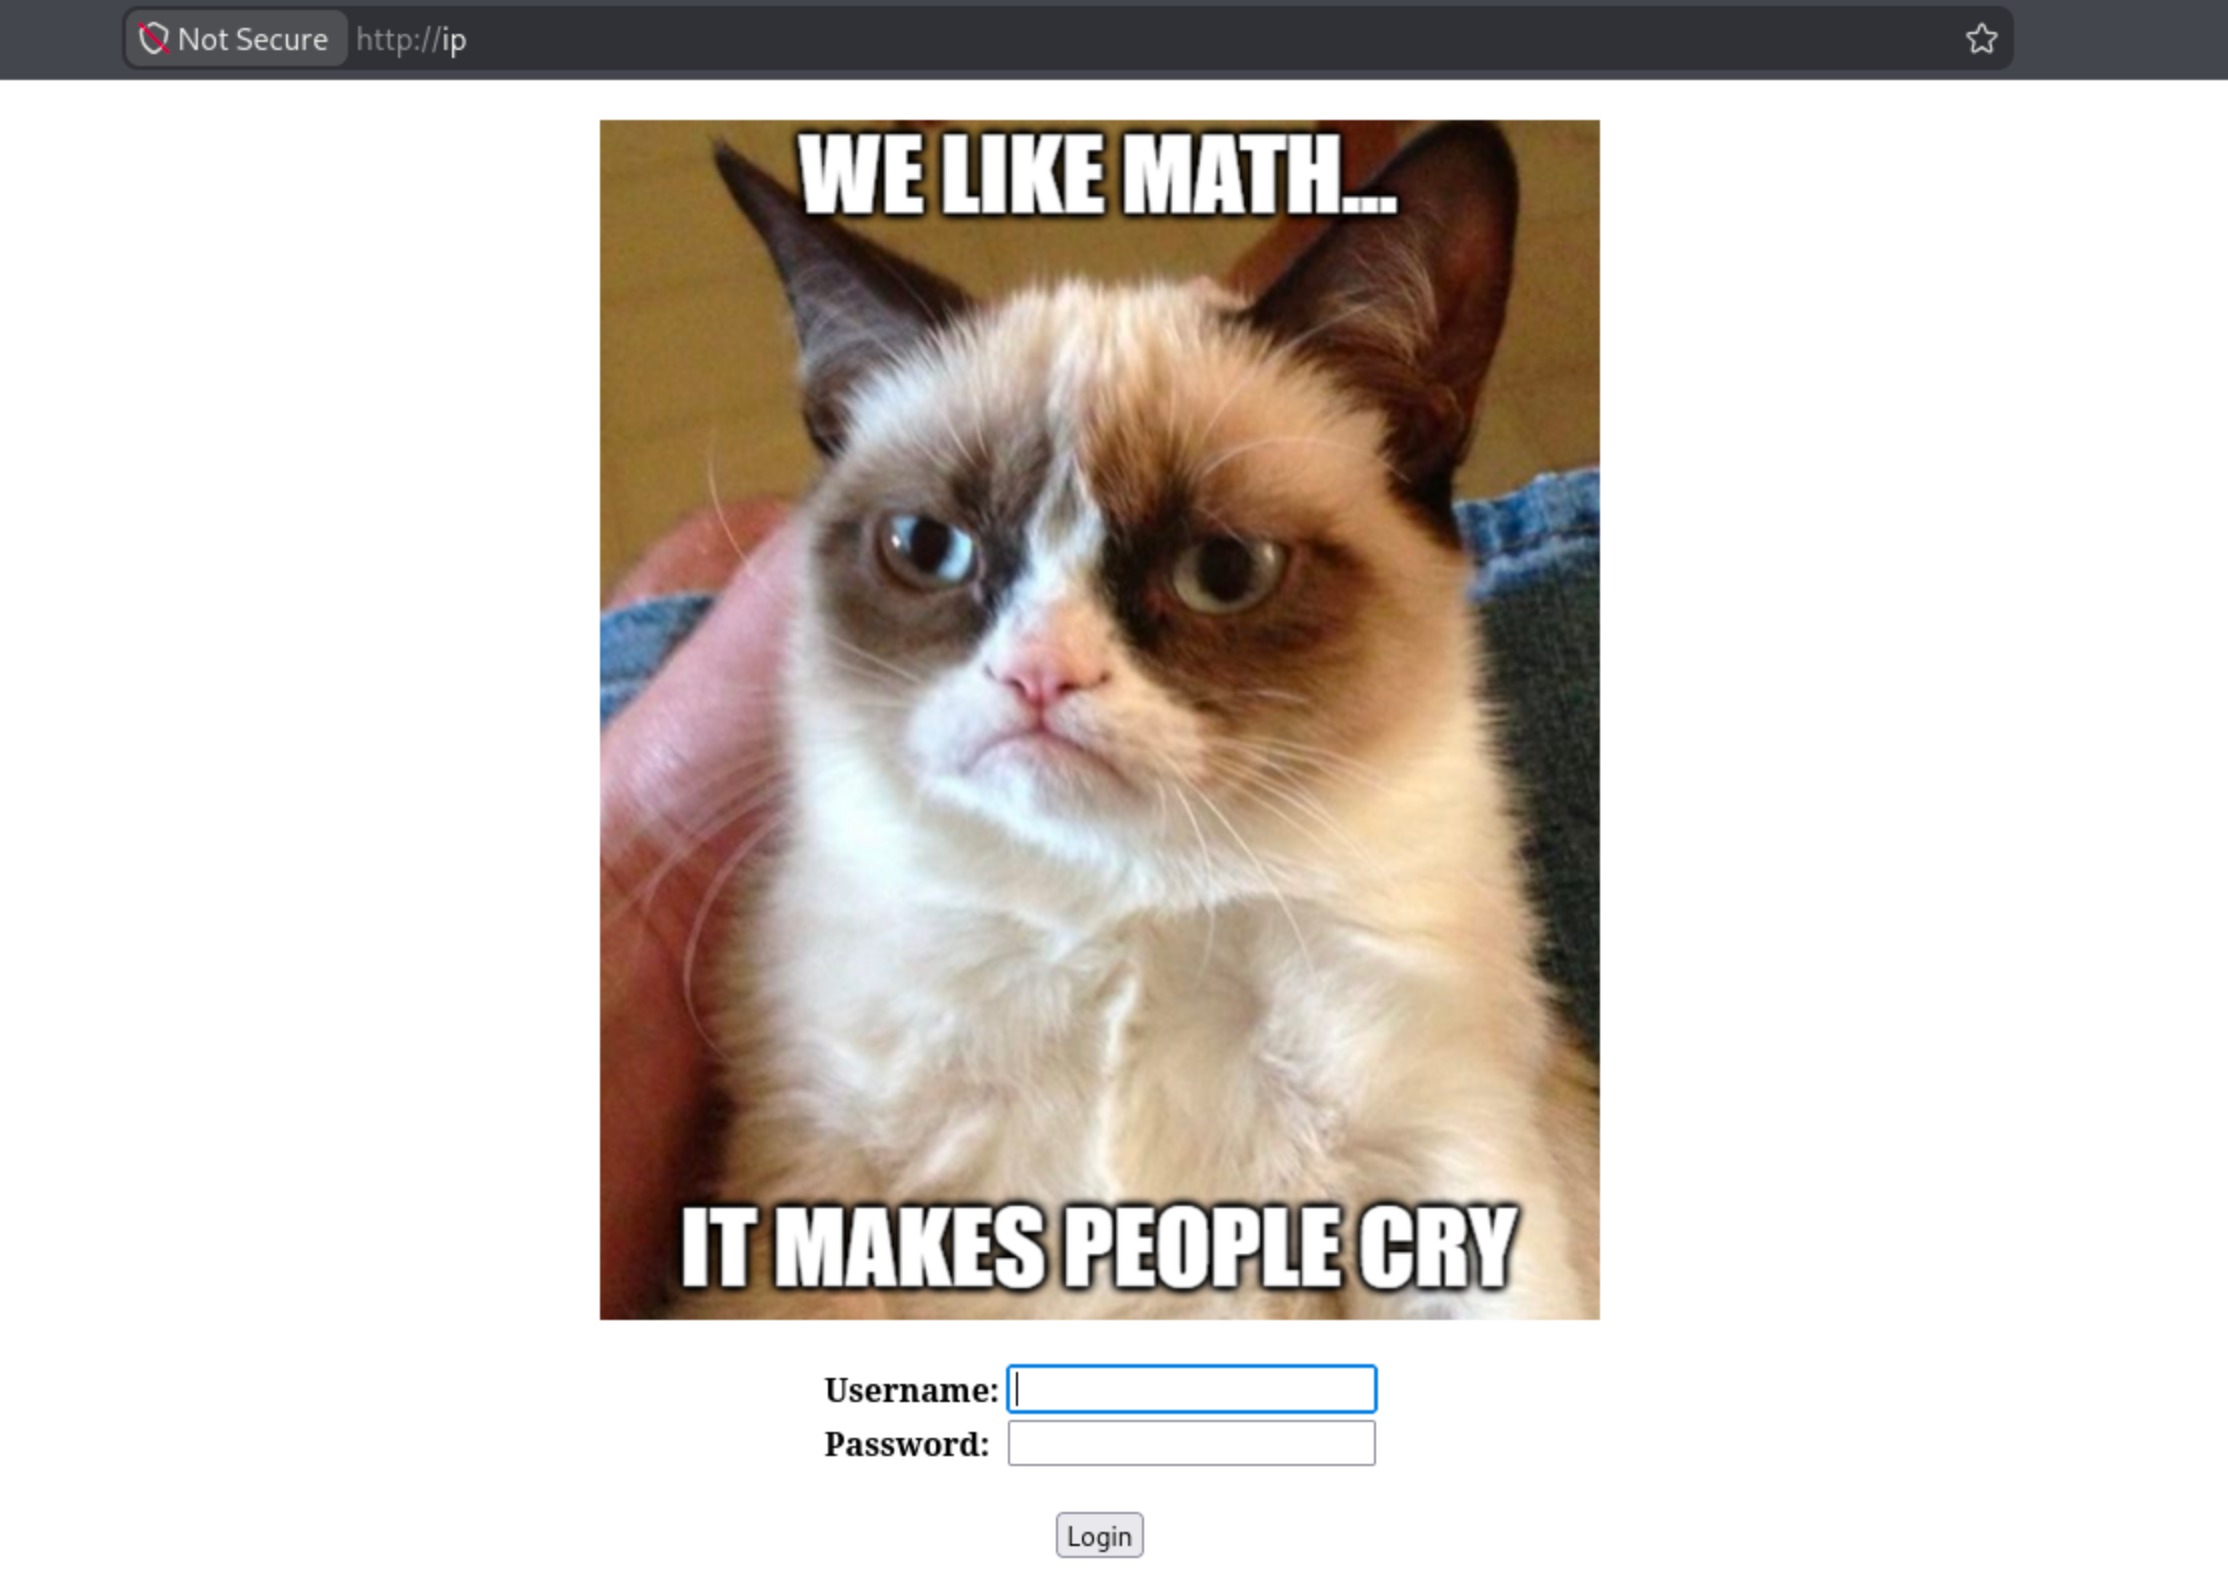 Not Secure http://ip
WE LIKE MATH...
IT MAKES PEOPLE CRY
Username:
Password:
Login